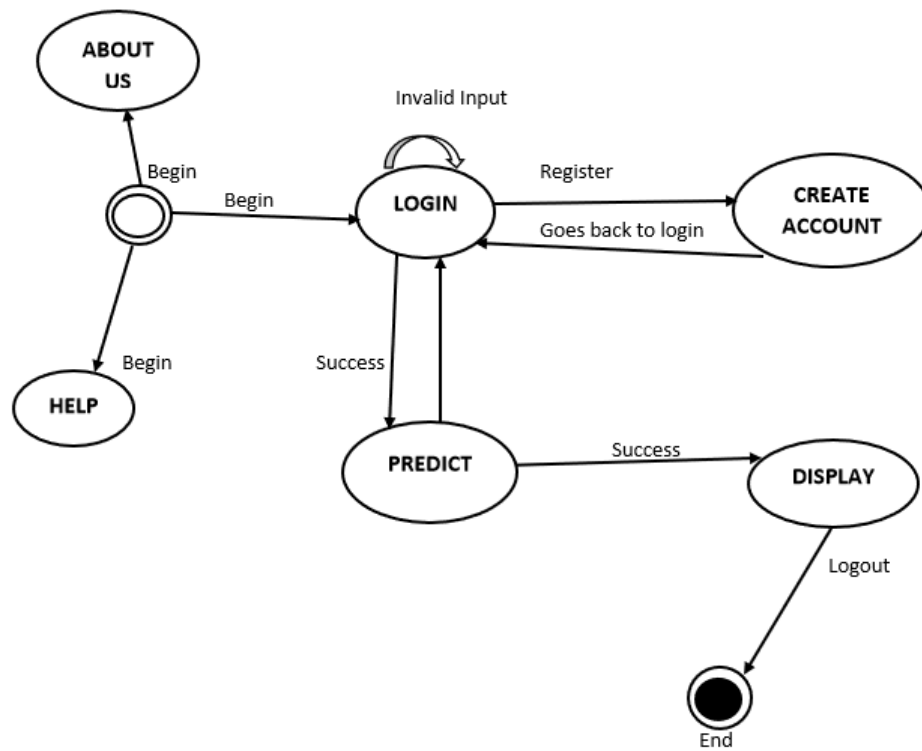 ABOUT
US
Invalid Input
Begin
Register
Begin
LOGIN
CREATE
ACCOUNT
Goes back to login
Success
Begin
HELP
PREDICT
Success
DISPLAY
Logout
End